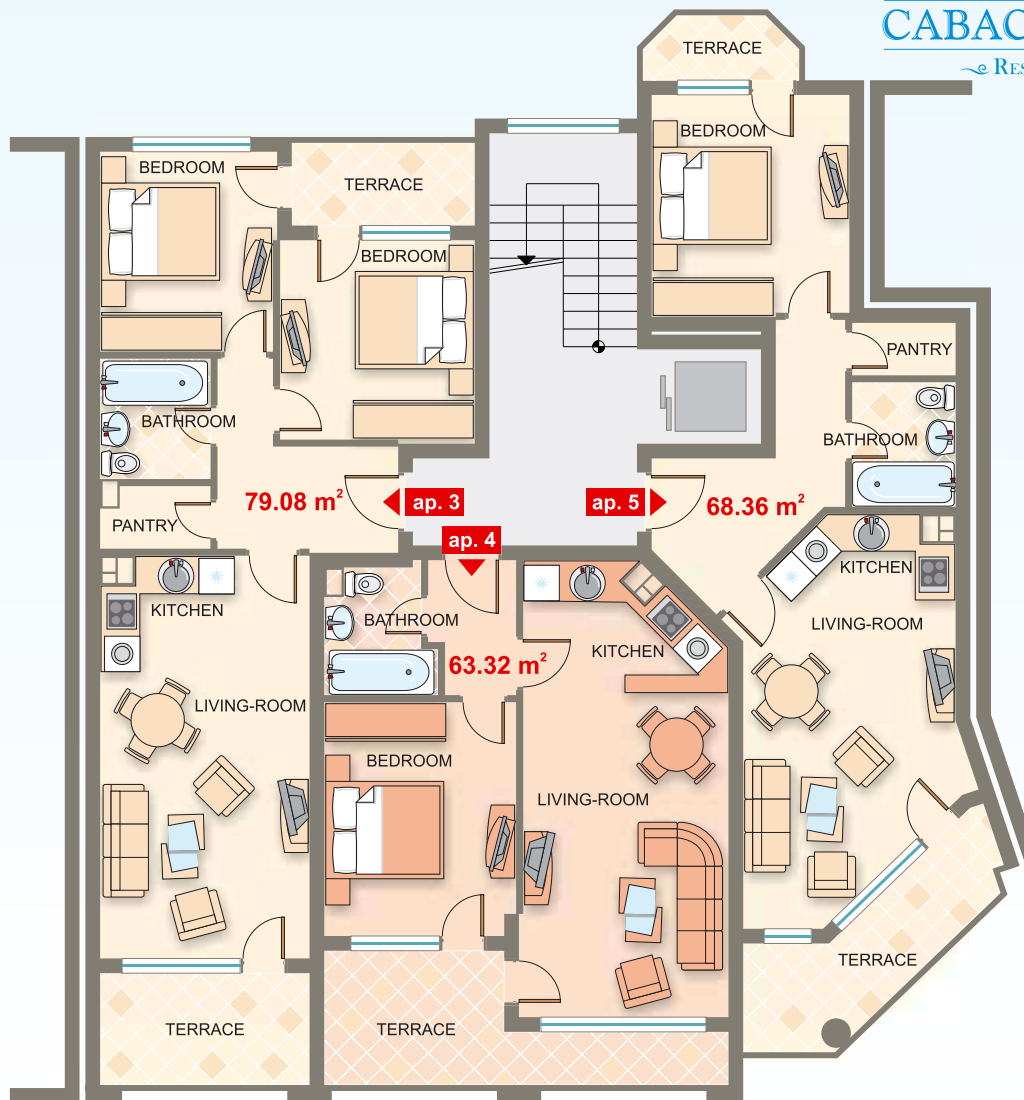 CABAC
TERRACE
BEDROOM
BEDROOM
TERRACE
BEDROOM
PANTRY
BATHROOM
BATHROOM
79.08 m²
ap. 3
ap. 5
68.36 m²
PANTRY
ap. 4
KITCHEN
KITCHEN
BATHROOM
LIVING-ROOM
KITCHEN
63.32 m²
LIVING-ROOM
BEDROOM
LIVING-ROOM
TERRACE
TERRACE
TERRACE